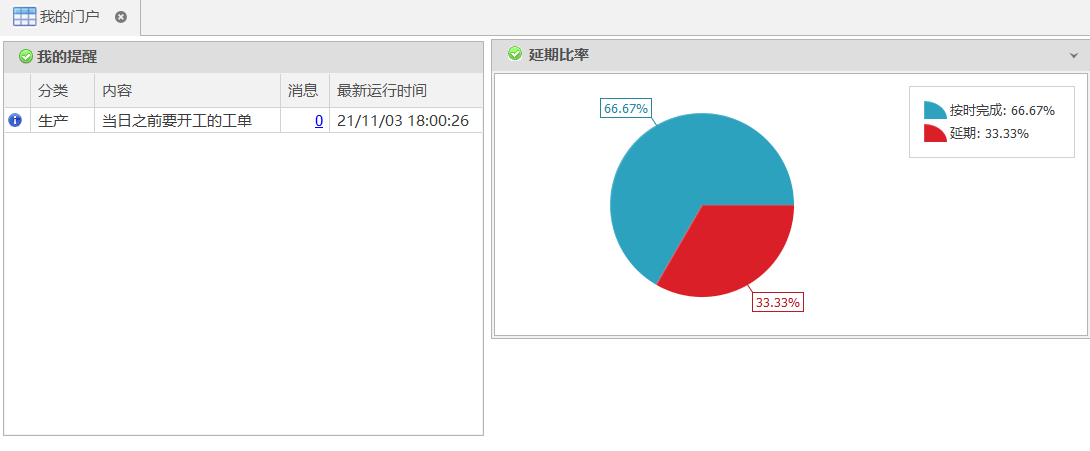 我的门户
我的提醒
分类 内容 消息 最新运行时间
生产 当日之前要开工的工单 0 21/11/03 18:00:26
延期比率
66.67%
33.33%
按时完成: 66.67%
延期: 33.33%